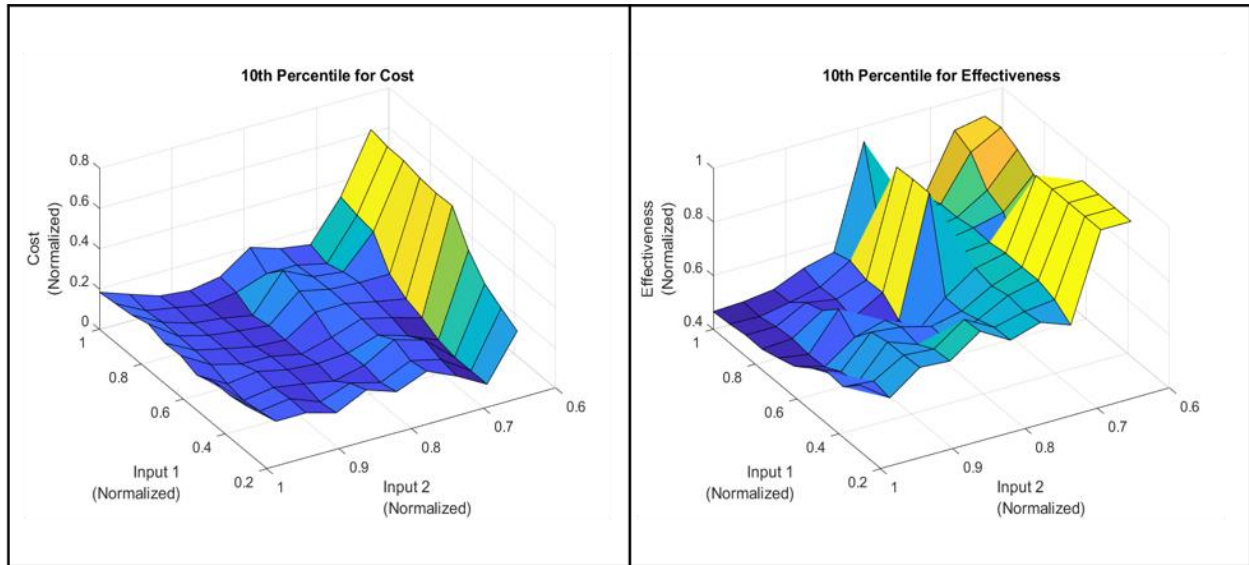 10th Percentile for Cost
0.8
0.6
0.4
0.2
0
Cost
(Normalized)
1
0.8
0.6
0.4
0.2
Input 1
(Normalized)
1
0.9
0.8
0.7
0.6
Input 2
(Normalized)
10th Percentile for Effectiveness
1
0.8
0.6
0.4
Effectiveness
(Normalized)
1
0.8
0.6
0.4
0.2
Input 1
(Normalized)
1
0.9
0.8
0.7
0.6
Input 2
(Normalized)